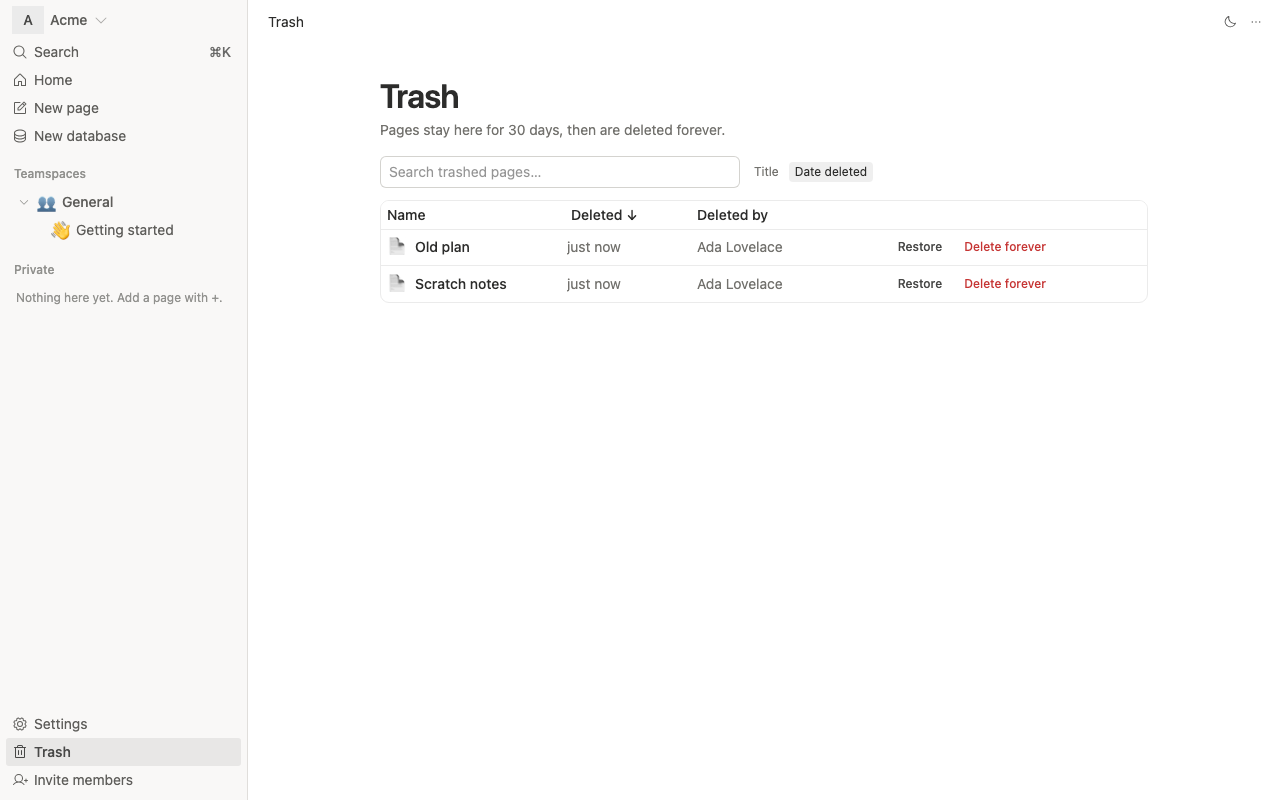 A Acme
Search ⌘K
Home
New page
New database
Teamspaces
General
Getting started
Private
Nothing here yet. Add a page with +.
Settings
Trash
Invite members
Trash
Trash
Pages stay here for 30 days, then are deleted forever.
Search trashed pages… Title Date deleted
Name Deleted ↓ Deleted by
Old plan just now Ada Lovelace Restore Delete forever
Scratch notes just now Ada Lovelace Restore Delete forever